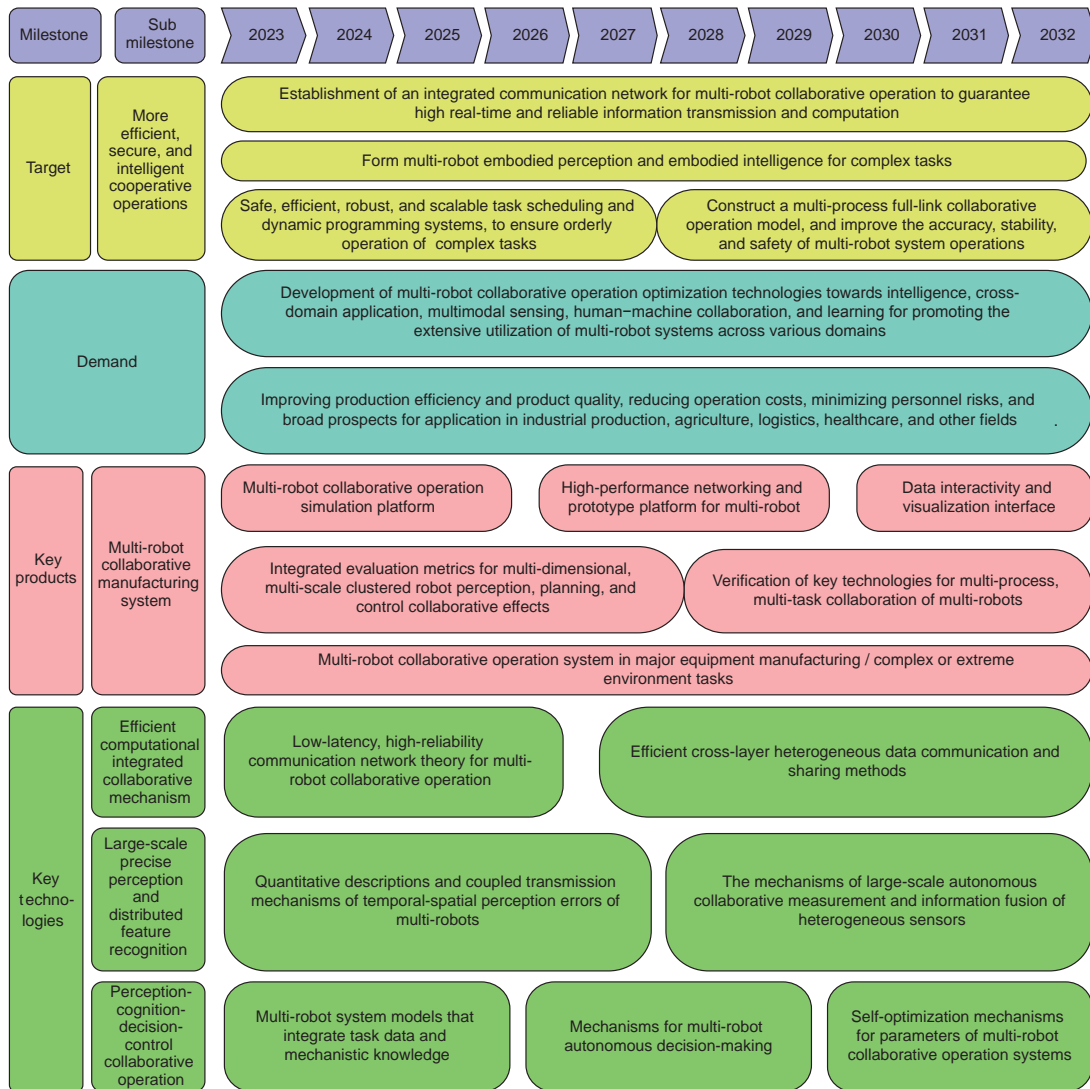 Milestone
Sub
milestone
2023
2024
2025
2026
2027
2028
2029
2030
2031
2032
Target
More
efficient,
secure, and
intelligent
cooperative
operations
Establishment of an integrated communication network for multi-robot collaborative operation to guarantee
high real-time and reliable information transmission and computation
Form multi-robot embodied perception and embodied intelligence for complex tasks
Safe, efficient, robust, and scalable task scheduling and
dynamic programming systems, to ensure orderly
operation of complex tasks
Construct a multi-process full-link collaborative
operation model, and improve the accuracy, stability,
and safety of multi-robot system operations
Demand
Development of multi-robot collaborative operation optimization technologies towards intelligence, cross-
domain application, multimodal sensing, human−machine collaboration, and learning for promoting the
extensive utilization of multi-robot systems across various domains
Improving production efficiency and product quality, reducing operation costs, minimizing personnel risks, and
broad prospects for application in industrial production, agriculture, logistics, healthcare, and other fields .
Key
products
Multi-robot
collaborative
manufacturing
system
Multi-robot collaborative operation
simulation platform
High-performance networking and
prototype platform for multi-robot
Data interactivity and
visualization interface
Integrated evaluation metrics for multi-dimensional,
multi-scale clustered robot perception, planning, and
control collaborative effects
Verification of key technologies for multi-process,
multi-task collaboration of multi-robots
Multi-robot collaborative operation system in major equipment manufacturing / complex or extreme
environment tasks
Key
techno-
logies
Efficient
computational
integrated
collaborative
mechanism
Low-latency, high-reliability
communication network theory for multi-
robot collaborative operation
Efficient cross-layer heterogeneous data communication and
sharing methods
Large-scale
precise
perception
and
distributed
feature
recognition
Quantitative descriptions and coupled transmission
mechanisms of temporal-spatial perception errors of
multi-robots
The mechanisms of large-scale autonomous
collaborative measurement and information fusion of
heterogeneous sensors
Perception-
cognition-
decision-
control
collaborative
operation
Multi-robot system models that
integrate task data and
mechanistic knowledge
Mechanisms for multi-robot
autonomous decision-making
Self-optimization mechanisms
for parameters of multi-robot
collaborative operation systems